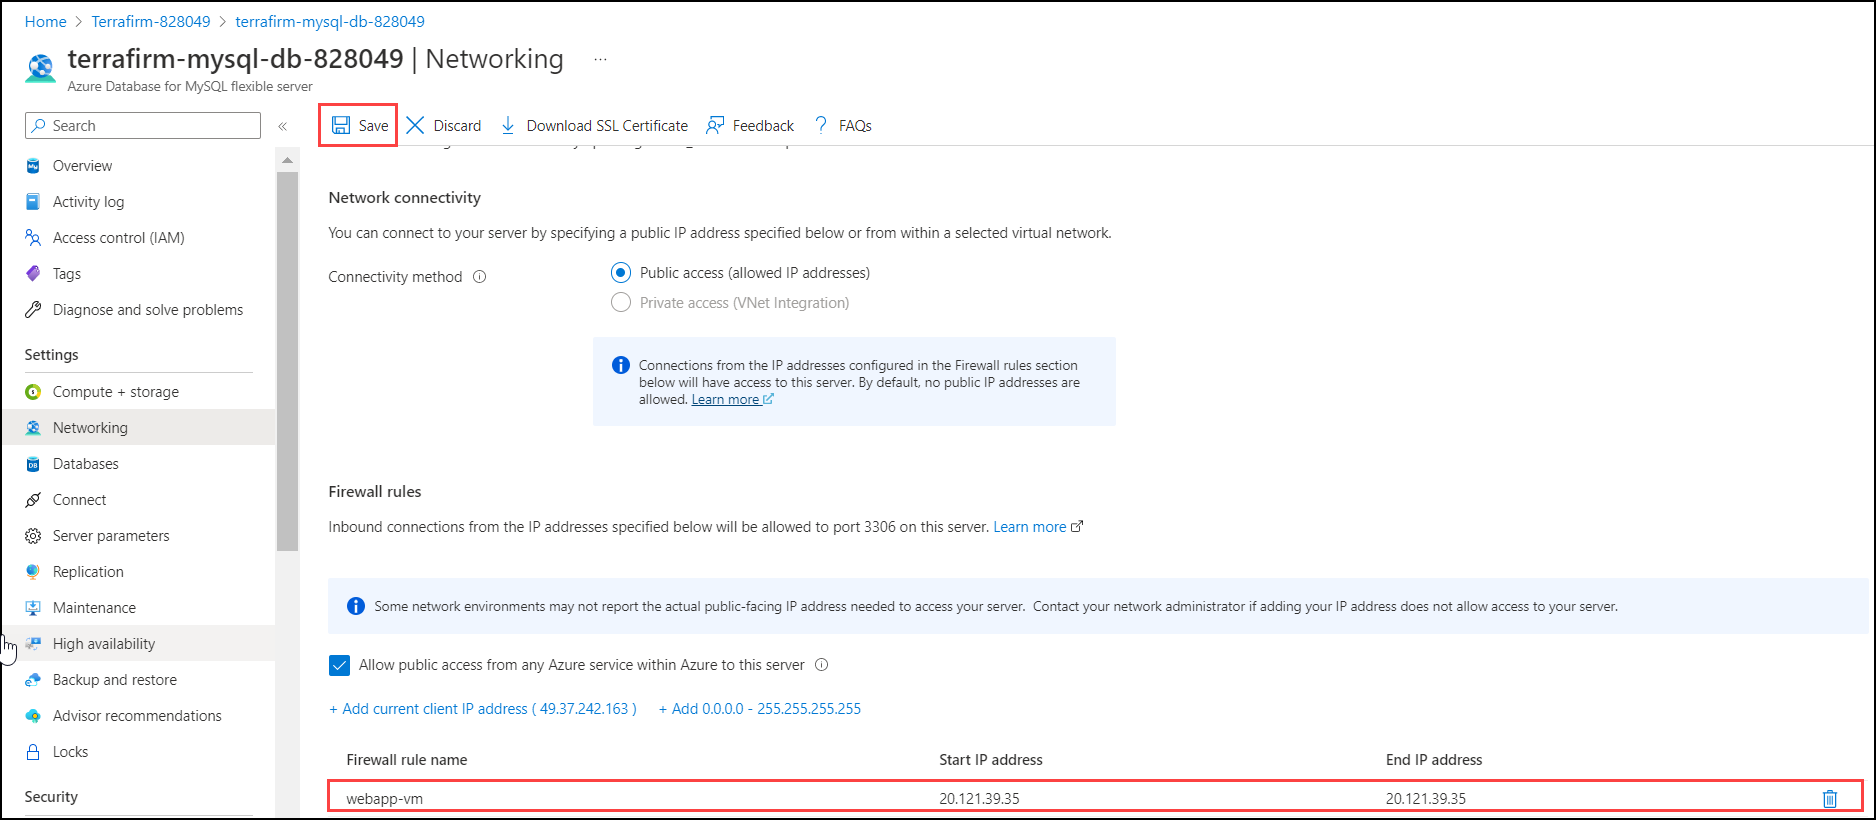 Home > Terrafirm-828049 > terrafirm-mysql-db-828049
terrafirm-mysql-db-828049 | Networking ...
Azure Database for MySQL flexible server
Search
«
Save
Discard
Download SSL Certificate
Feedback
? FAQs
Overview
Activity log
Access control (IAM)
Tags
Diagnose and solve problems
Settings
Compute + storage
Networking
Databases
Connect
Server parameters
Replication
Maintenance
High availability
Backup and restore
Advisor recommendations
Locks
Security
Network connectivity
You can connect to your server by specifying a public IP address specified below or from within a selected virtual network.
Connectivity method
Public access (allowed IP addresses)
Private access (VNet Integration)
Connections from the IP addresses configured in the Firewall rules section
below will have access to this server. By default, no public IP addresses are
allowed. Learn more
Firewall rules
Inbound connections from the IP addresses specified below will be allowed to port 3306 on this server. Learn more
Some network environments may not report the actual public-facing IP address needed to access your server. Contact your network administrator if adding your IP address does not allow access to your server.
Allow public access from any Azure service within Azure to this server
+ Add current client IP address ( 49.37.242.163 ) + Add 0.0.0.0 - 255.255.255.255
Firewall rule name Start IP address End IP address
webapp-vm 20.121.39.35 20.121.39.35